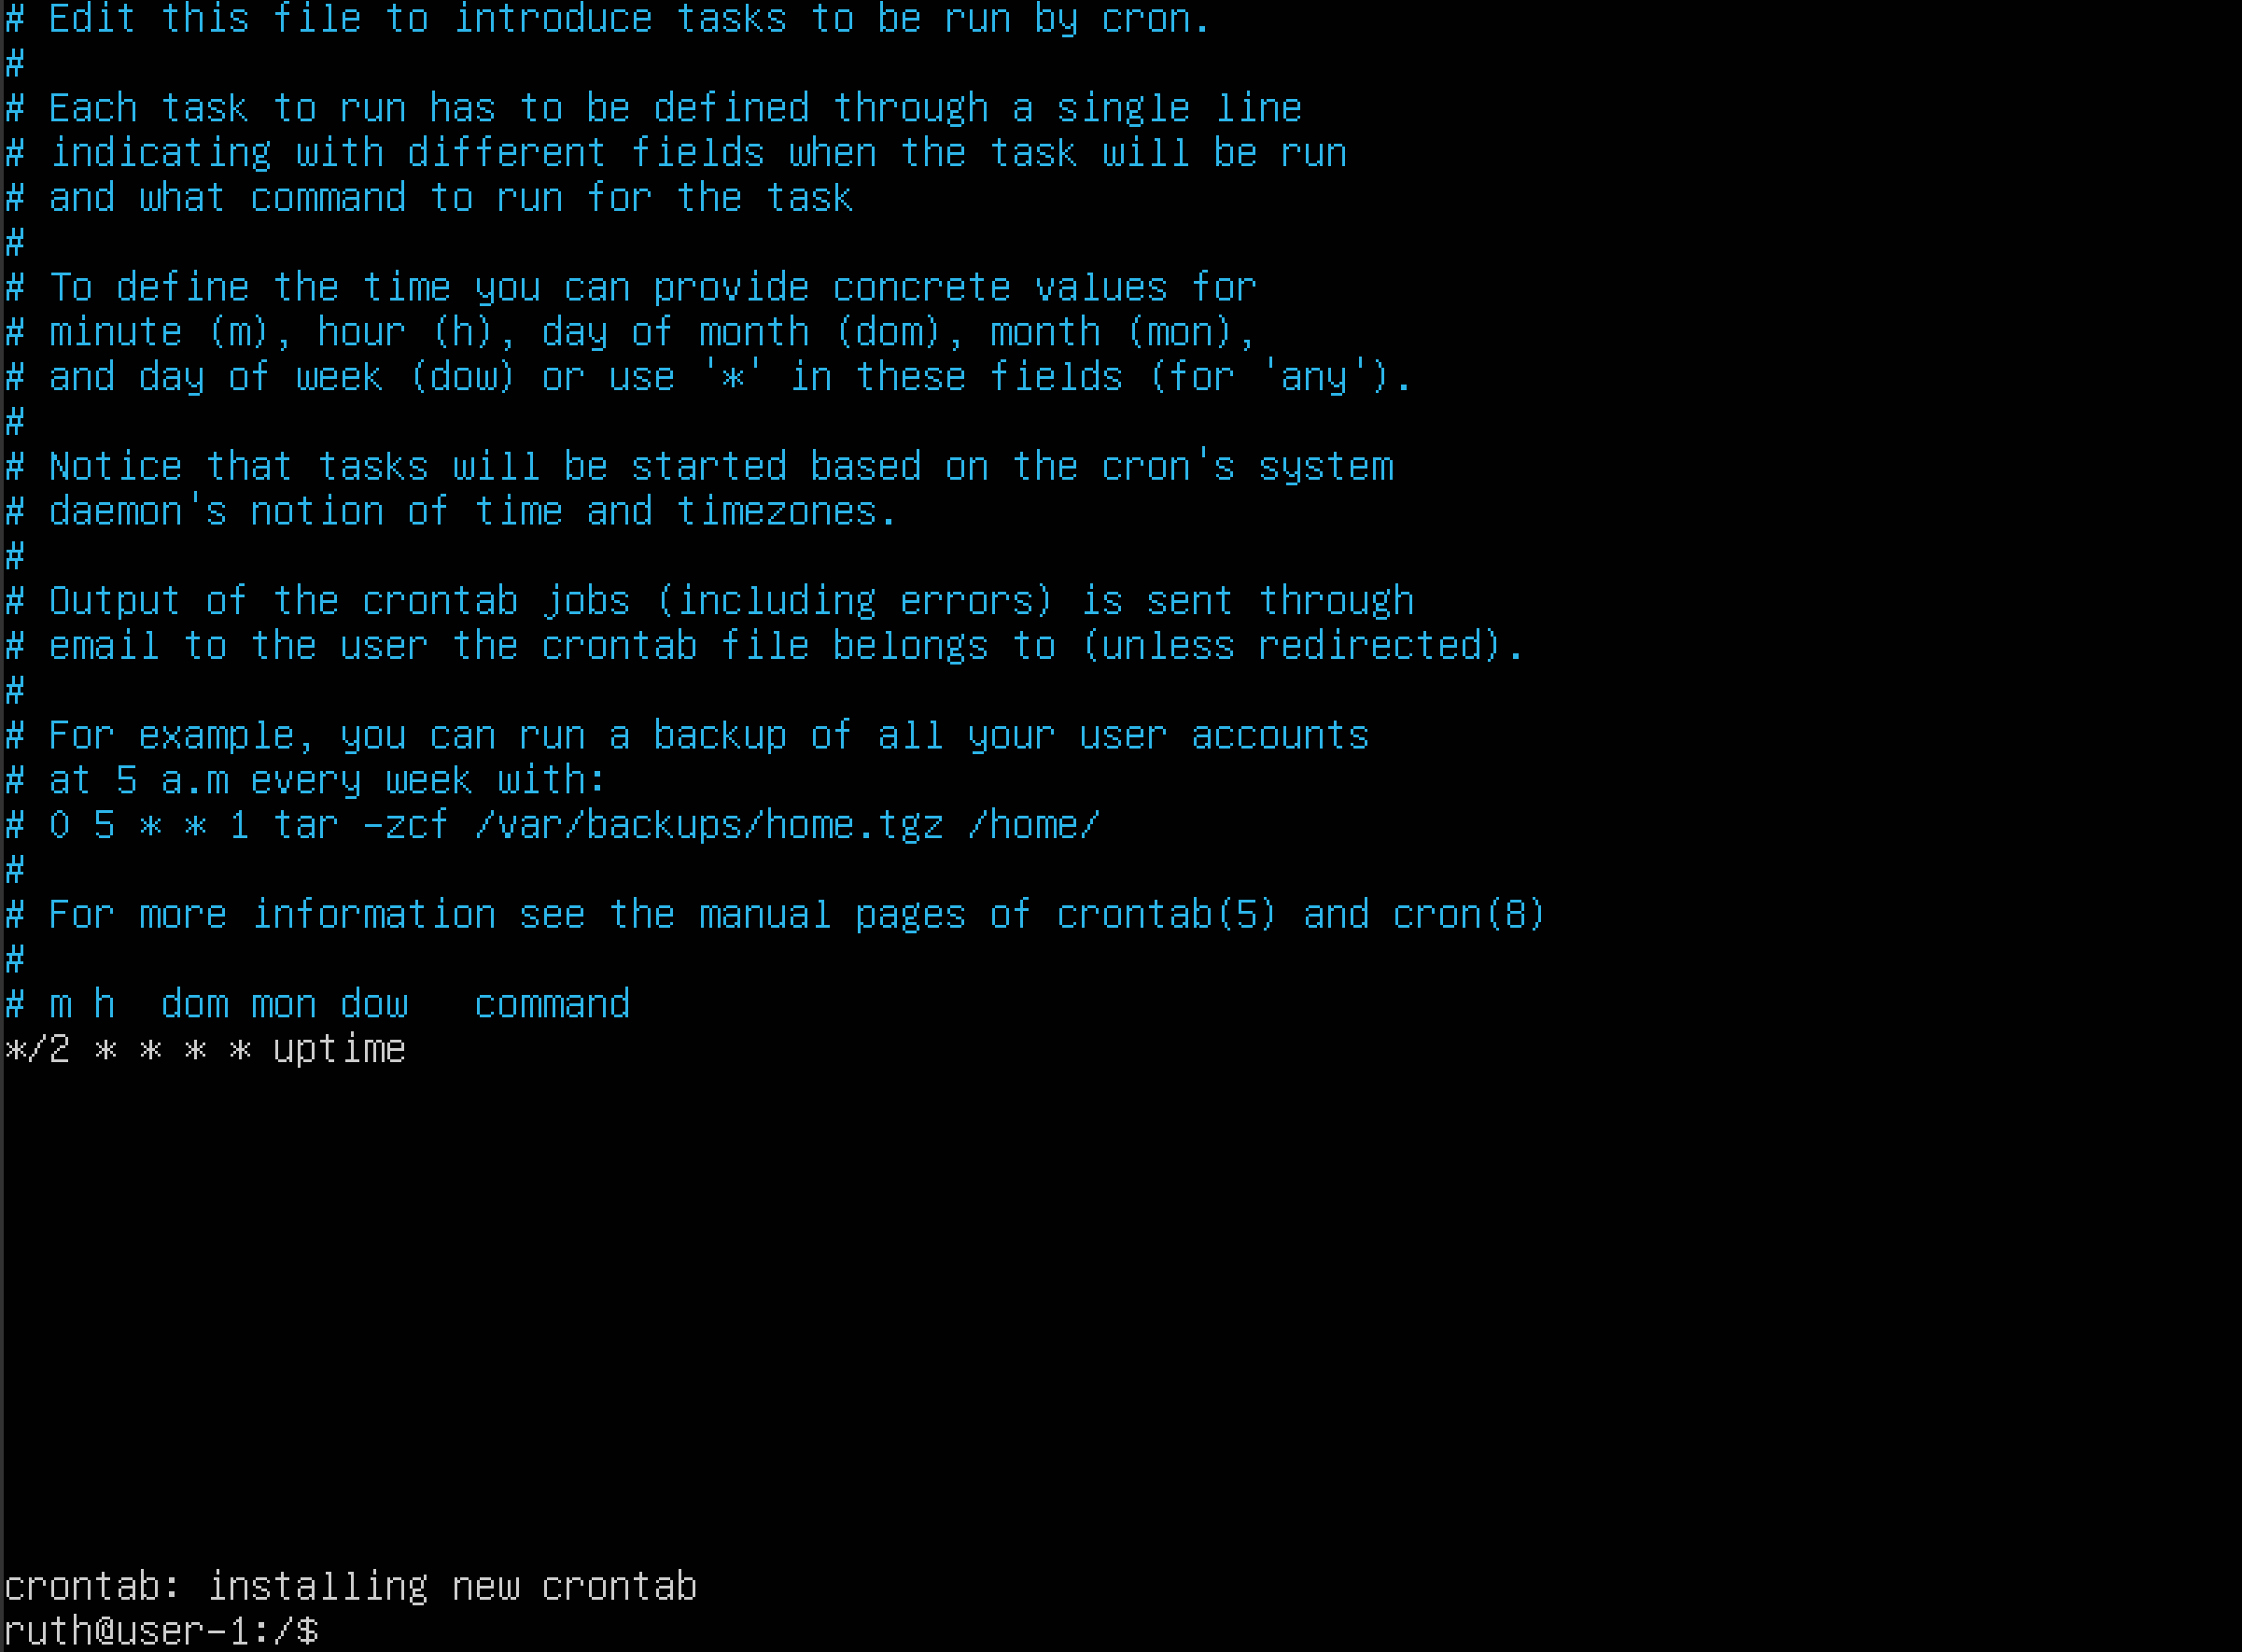 # Edit this file to introduce tasks to be run by cron.
#
# Each task to run has to be defined through a single line
# indicating with different fields when the task will be run
# and what command to run for the task
#
# To define the time you can provide concrete values for
# minute (m), hour (h), day of month (dom), month (mon),
# and day of week (dow) or use '*' in these fields (for 'any').
#
# Notice that tasks will be started based on the cron's system
# daemon's notion of time and timezones.
#
# Output of the crontab jobs (including errors) is sent through
# email to the user the crontab file belongs to (unless redirected).
#
# For example, you can run a backup of all your user accounts
# at 5 a.m every week with:
# 0 5 * * 1 tar -zcf /var/backups/home.tgz /home/
#
# For more information see the manual pages of crontab(5) and cron(8)
#
# m h  dom mon dow   command
*/2 * * * * uptime
crontab: installing new crontab
ruth@user-1:/$